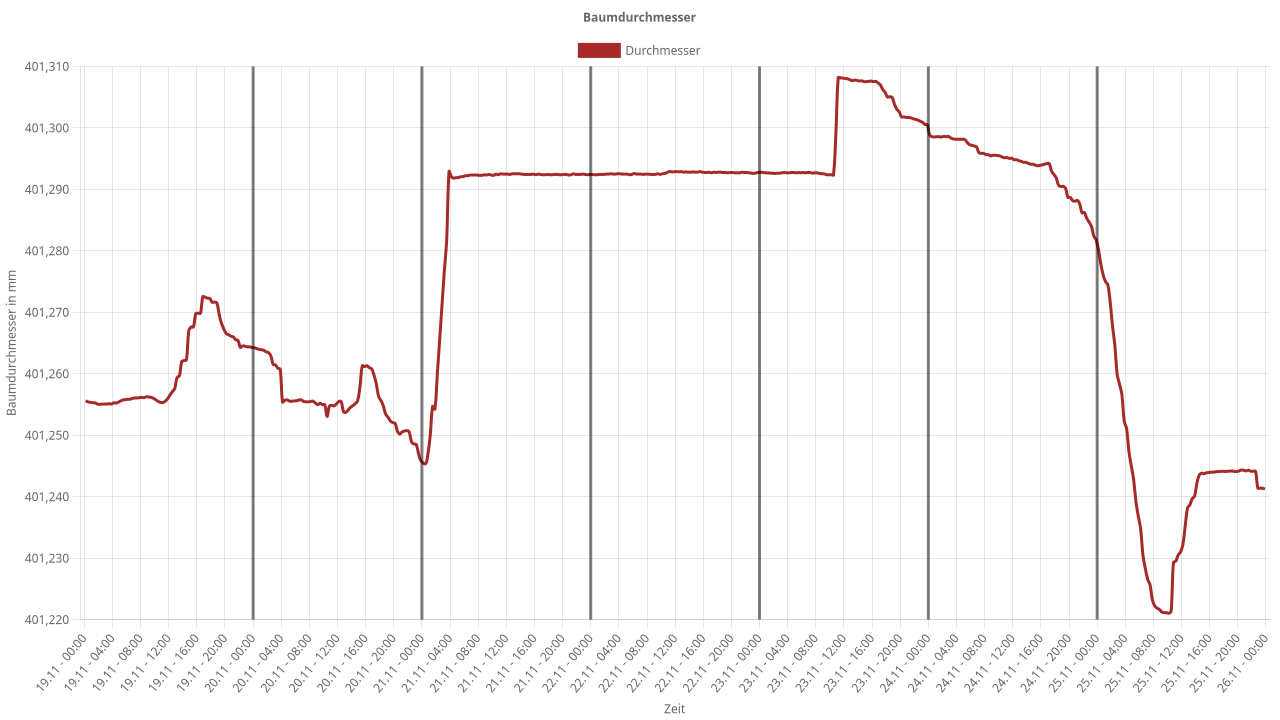 Baumdurchmesser
Durchmesser
Baumdurchmesser in mm
401,310
401,300
401,290
401,280
401,270
401,260
401,250
401,240
401,230
401,220
19.11 - 00:00
19.11 - 04:00
19.11 - 08:00
19.11 - 12:00
19.11 - 16:00
19.11 - 20:00
20.11 - 00:00
20.11 - 04:00
20.11 - 08:00
20.11 - 12:00
20.11 - 16:00
20.11 - 20:00
21.11 - 00:00
21.11 - 04:00
21.11 - 08:00
21.11 - 12:00
21.11 - 16:00
21.11 - 20:00
22.11 - 00:00
22.11 - 04:00
22.11 - 08:00
22.11 - 12:00
22.11 - 16:00
22.11 - 20:00
23.11 - 00:00
23.11 - 04:00
23.11 - 08:00
23.11 - 12:00
23.11 - 16:00
23.11 - 20:00
24.11 - 00:00
24.11 - 04:00
24.11 - 08:00
24.11 - 12:00
24.11 - 16:00
24.11 - 20:00
25.11 - 00:00
25.11 - 04:00
25.11 - 08:00
25.11 - 12:00
25.11 - 16:00
25.11 - 20:00
26.11 - 00:00
Zeit